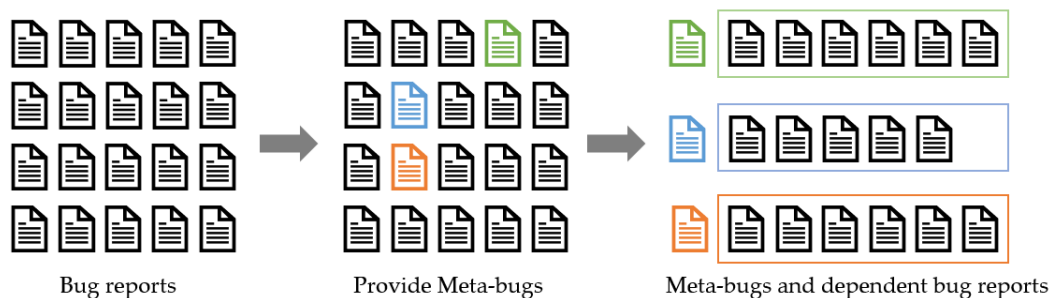 Bug reports
Provide Meta-bugs
Meta-bugs and dependent bug reports